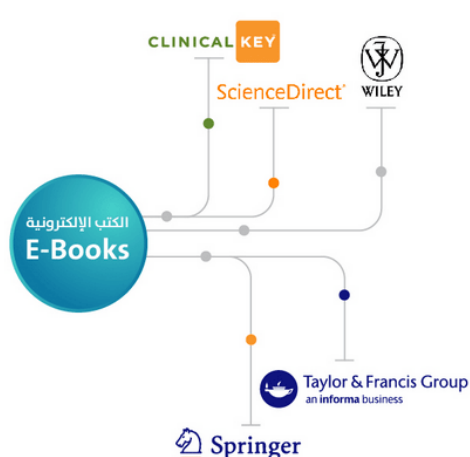 CLINICAL KEY
ScienceDirect®
WILEY
الكتب الإلكترونية
E-Books
Taylor & Francis Group
an informa business
Springer